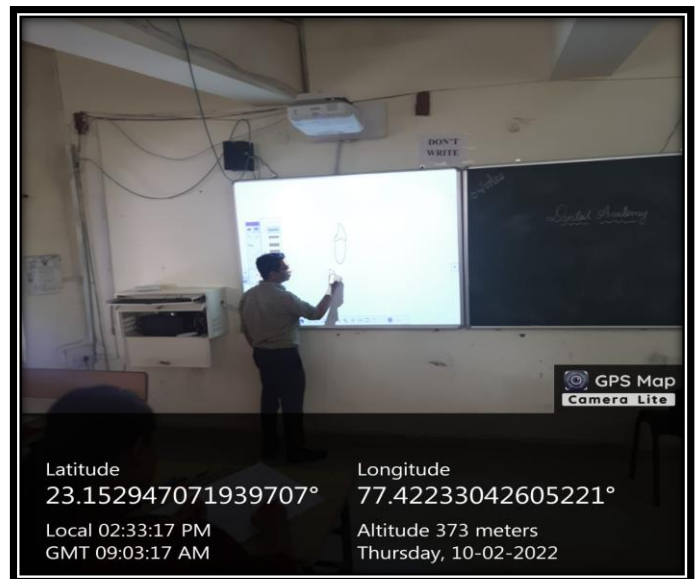 DON'T
WRITE
Dental Academy
GPS Map
Camera Lite
Latitude
23.152947071939707°
Longitude
77.42233042605221°
Local 02:33:17 PM
GMT 09:03:17 AM
Altitude 373 meters
Thursday, 10-02-2022